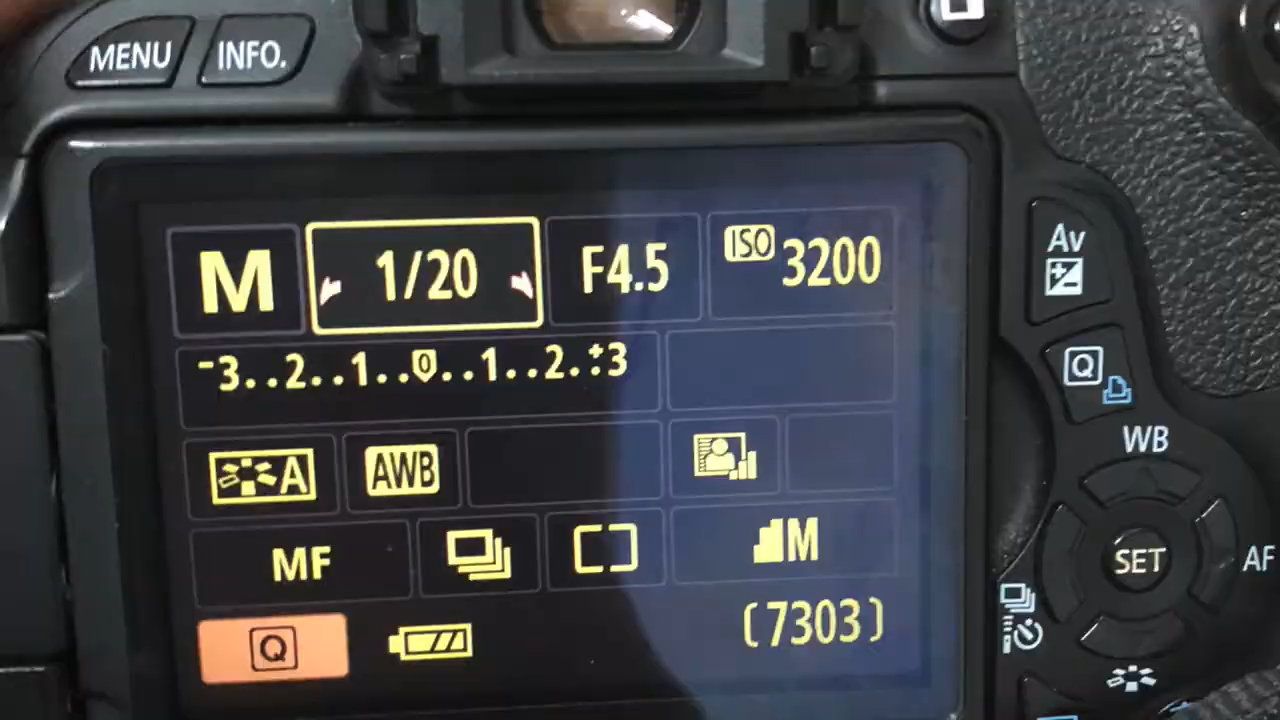 MENU INFO.
M 1/20 F4.5 ISO 3200
-3..2..1..0..1..2.:+3
A AWB
MF M
Q (7303)
Av
Q
WB
SET AF